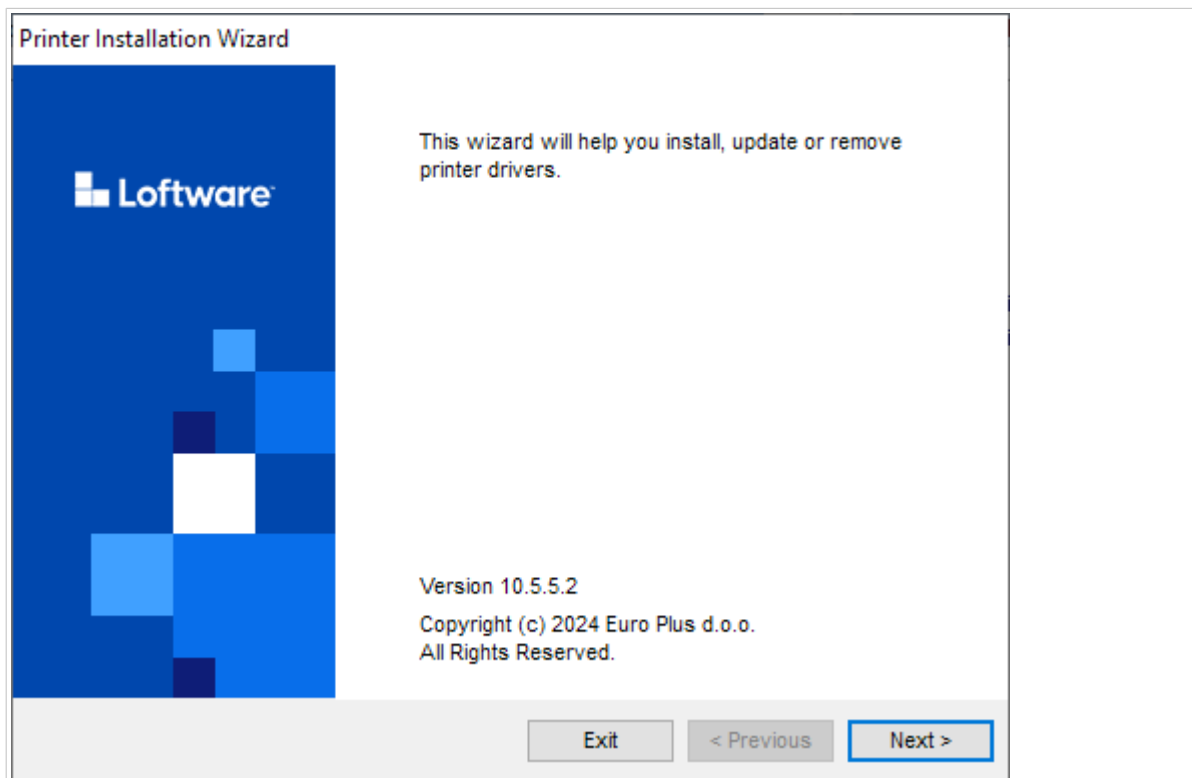 Printer Installation Wizard
Loftware
This wizard will help you install, update or remove
printer drivers.
Version 10.5.5.2
Copyright (c) 2024 Euro Plus d.o.o.
All Rights Reserved.
Exit
< Previous
Next >